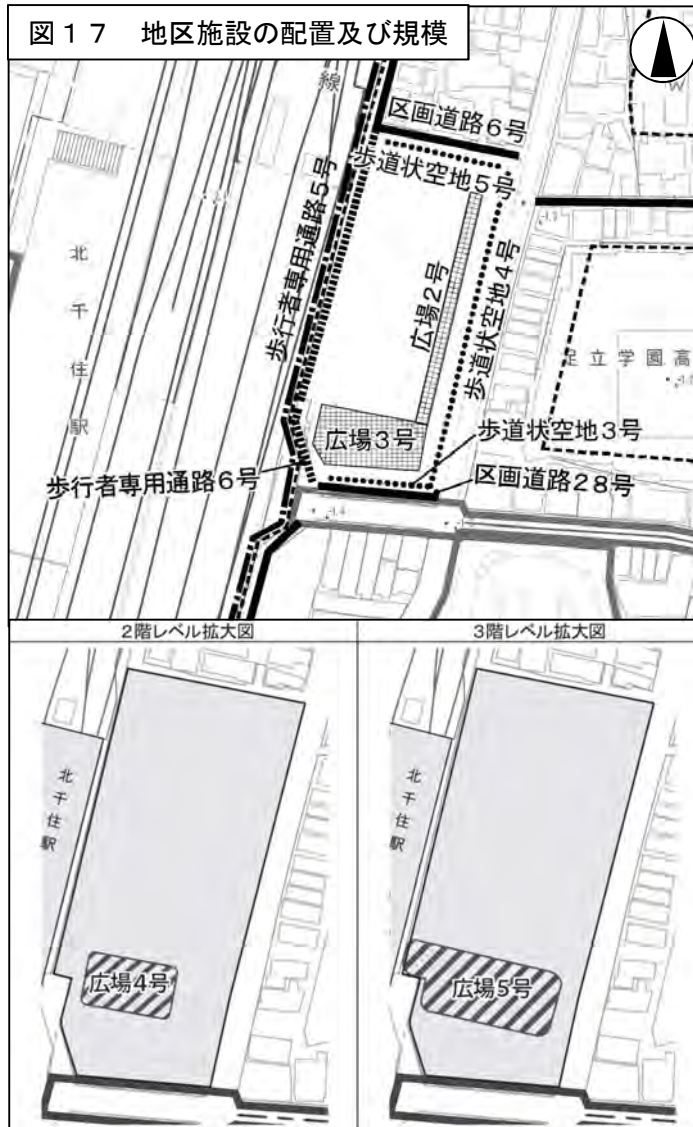 図17 地区施設の配置及び規模
線
区画道路6号
歩道状空地5号
歩行者専用通路5号
北千住駅
広場2号
歩道状空地4号
足立学園高
広場3号
歩道状空地3号
歩行者専用通路6号
区画道路28号
2階レベル拡大図
3階レベル拡大図
北千住駅
広場4号
北千住駅
広場5号